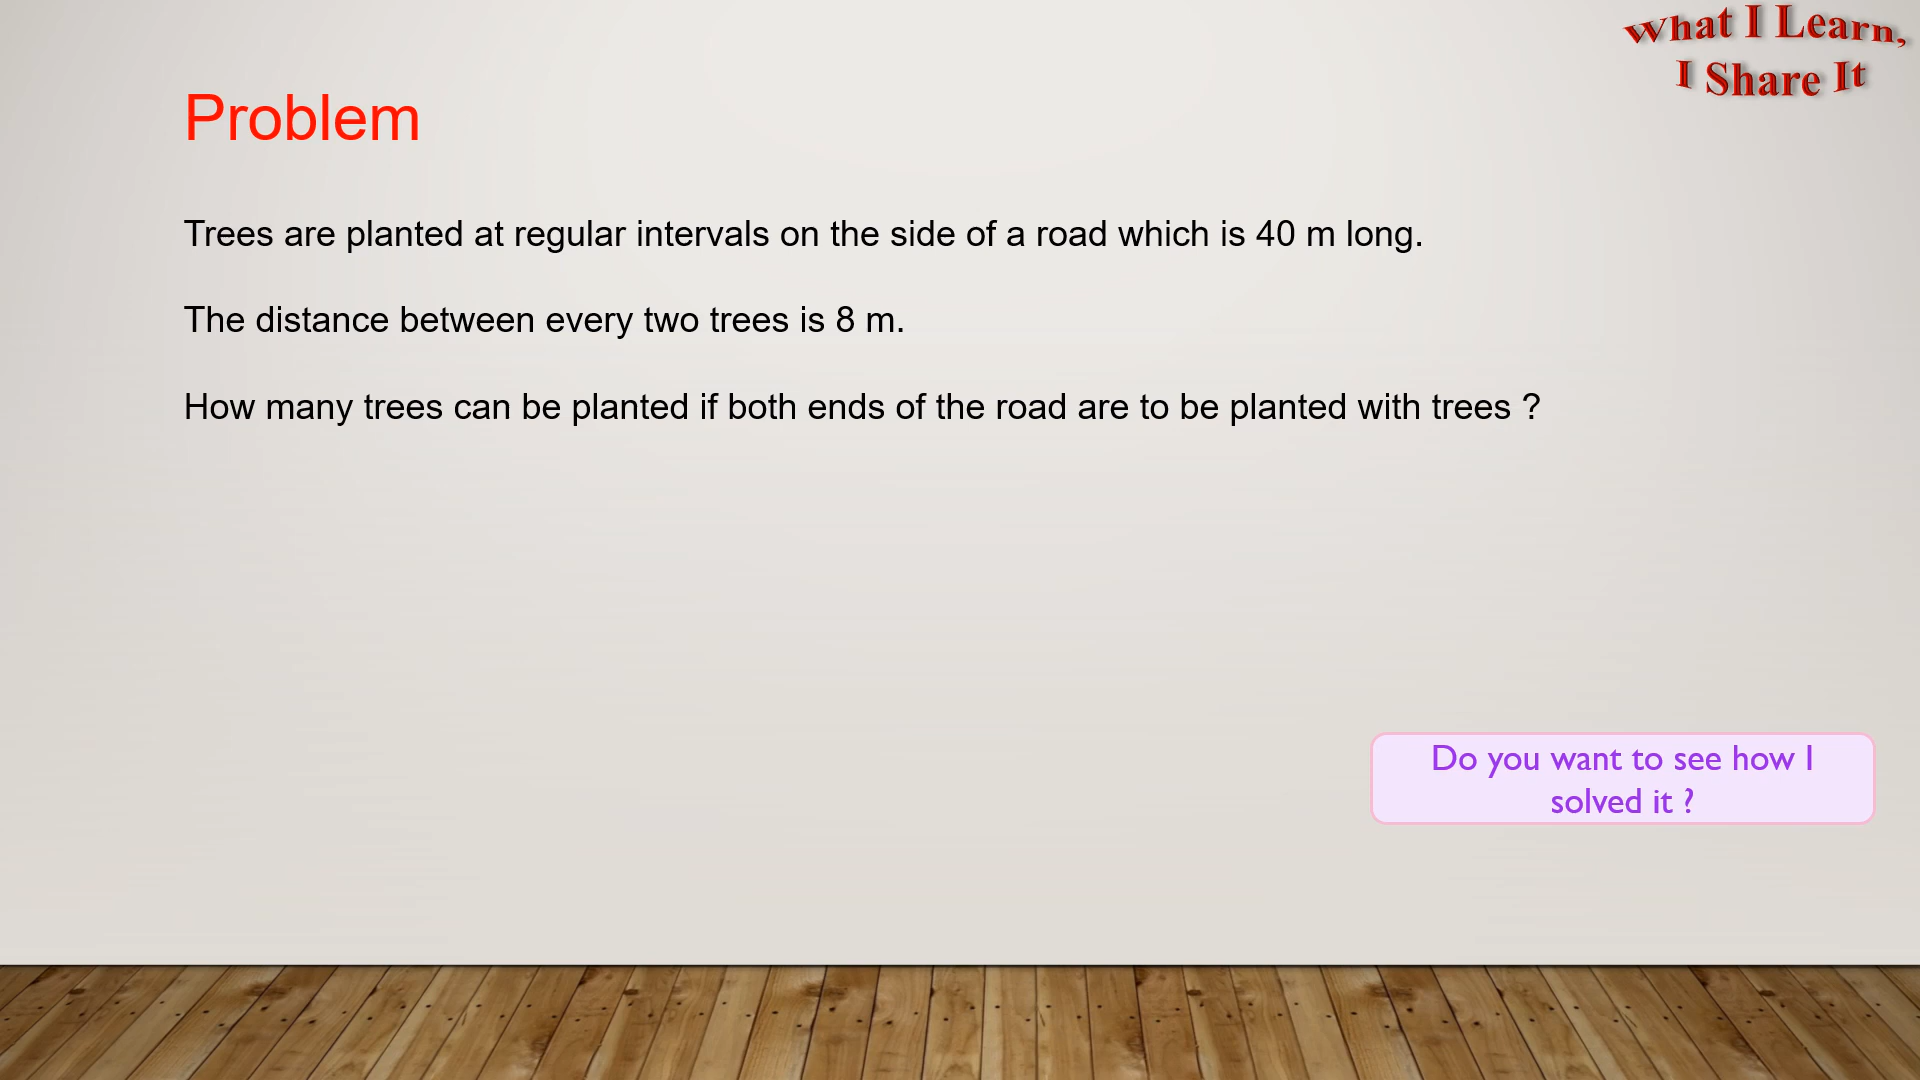 What I Learn,
I Share It
Problem
Trees are planted at regular intervals on the side of a road which is 40 m long.
The distance between every two trees is 8 m.
How many trees can be planted if both ends of the road are to be planted with trees ?
Do you want to see how I
solved it ?